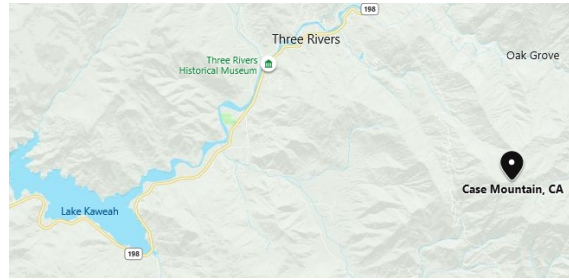 198
Three Rivers
Three Rivers
Historical Museum
Oak Grove
Case Mountain, CA
Lake Kaweah
198